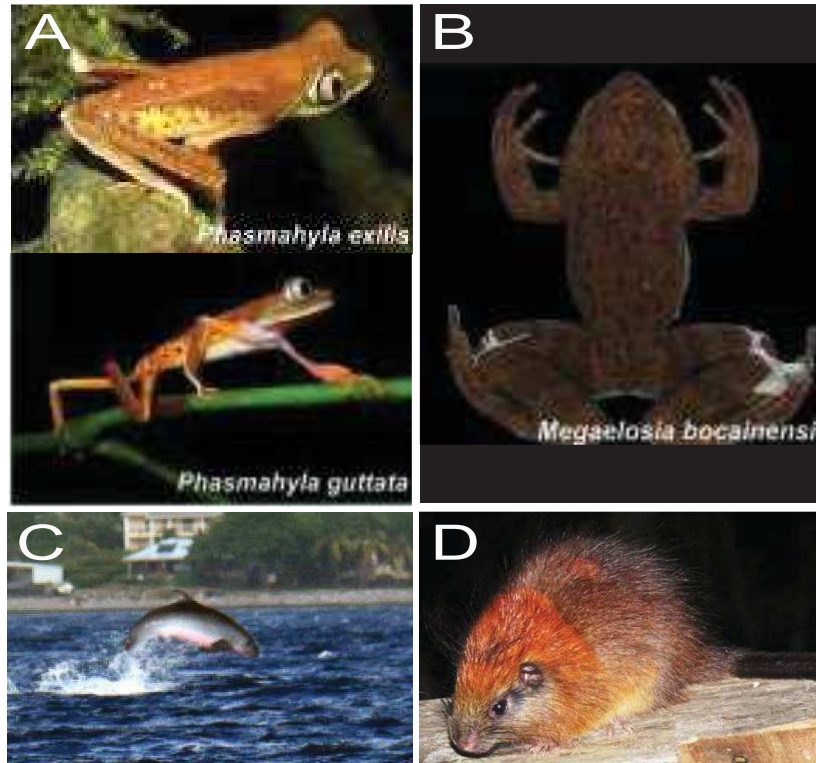 A
B
Phasmahyla exilis
Phasmahyla guttata
Megaelosia bocainensi
C
D